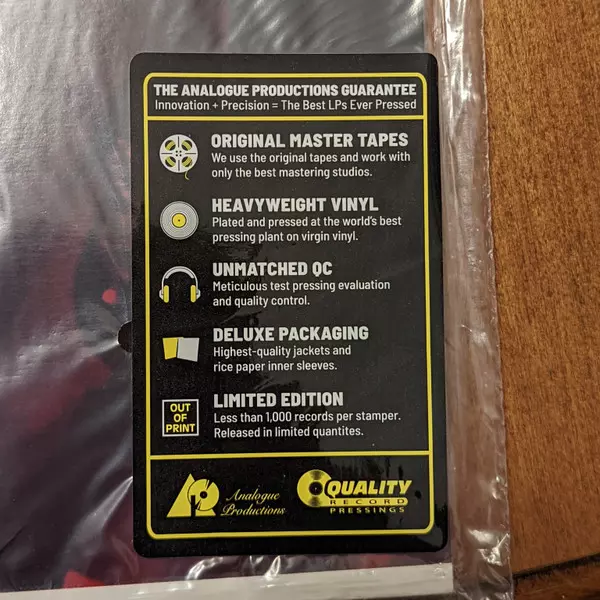 THE ANALOGUE PRODUCTIONS GUARANTEE
Innovation + Precision = The Best LPs Ever Pressed
ORIGINAL MASTER TAPES
We use the original tapes and work with
only the best mastering studios.
HEAVYWEIGHT VINYL
Plated and pressed at the world's best
pressing plant on virgin vinyl.
UNMATCHED QC
Meticulous test pressing evaluation
and quality control.
DELUXE PACKAGING
Highest-quality jackets and
rice paper inner sleeves.
OUT
OF
PRINT
LIMITED EDITION
Less than 1,000 records per stamper.
Released in limited quantites.
Analogue
Productions
QUALITY
RECORD
PRESSINGS